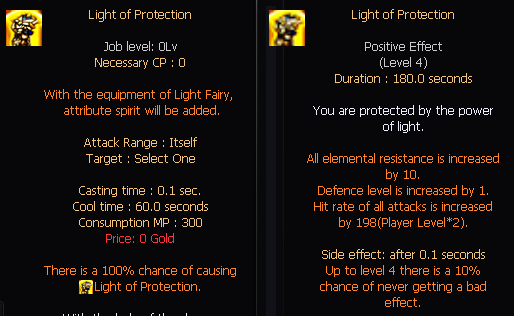 Light of Protection
Job level: 0Lv
Necessary CP : 0
With the equipment of Light Fairy,
attribute spirit will be added.
Attack Range : Itself
Target : Select One
Casting time : 0.1 sec.
Cool time : 60.0 seconds
Consumption MP : 300
Price: 0 Gold
There is a 100% chance of causing
Light of Protection.
Light of Protection
Positive Effect
(Level 4)
Duration : 180.0 seconds
You are protected by the power
of light.
All elemental resistance is increased
by 10.
Defence level is increased by 1.
Hit rate of all attacks is increased
by 198(Player Level*2).
Side effect: after 0.1 seconds
Up to level 4 there is a 10%
chance of never getting a bad
effect.